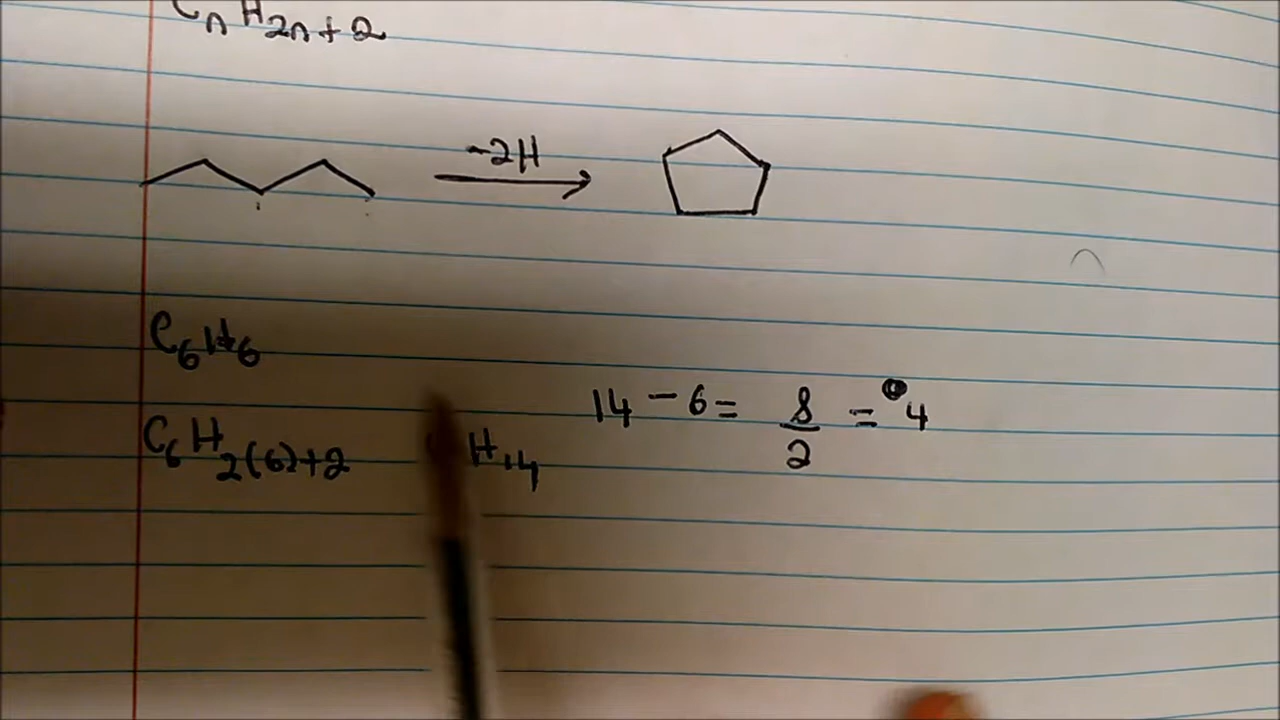 CnH2n+2
-2H
C6H6
14 - 6 = 8/2 = 4
C6H2(6)+2 H14